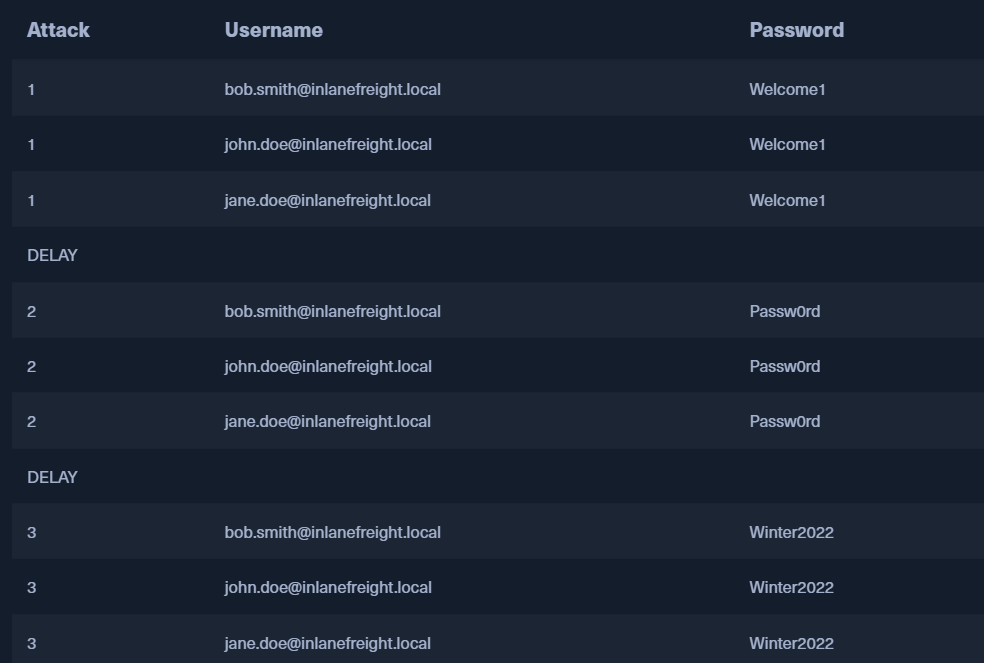 Attack Username Password
1 bob.smith@inlanefreight.local Welcome1
1 john.doe@inlanefreight.local Welcome1
1 jane.doe@inlanefreight.local Welcome1
DELAY
2 bob.smith@inlanefreight.local Passw0rd
2 john.doe@inlanefreight.local Passw0rd
2 jane.doe@inlanefreight.local Passw0rd
DELAY
3 bob.smith@inlanefreight.local Winter2022
3 john.doe@inlanefreight.local Winter2022
3 jane.doe@inlanefreight.local Winter2022